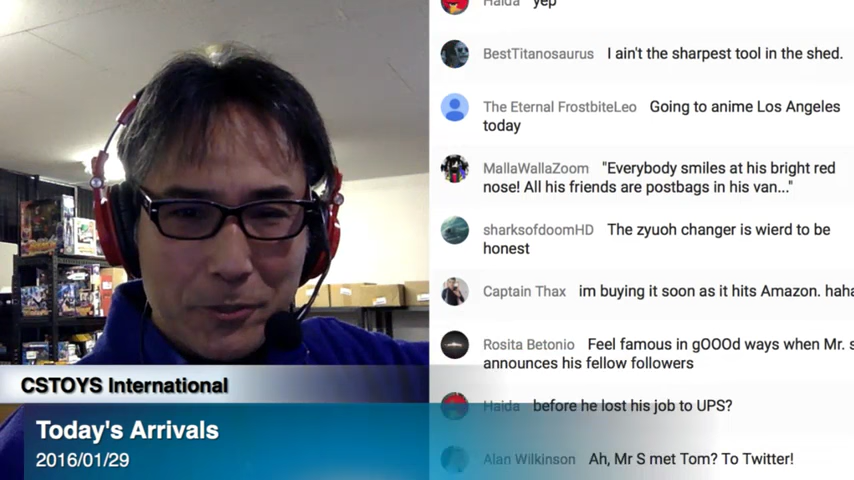 Haida yep
BestTitanosaurus I ain't the sharpest tool in the shed.
The Eternal FrostbiteLeo Going to anime Los Angeles
today
MallaWallaZoom "Everybody smiles at his bright red
nose! All his friends are postbags in his van..."
sharksofdoomHD The zyuoh changer is wierd to be
honest
Captain Thax im buying it soon as it hits Amazon. haha
Rosita Betonio Feel famous in gOOOd ways when Mr. s
announces his fellow followers
Haida before he lost his job to UPS?
Alan Wilkinson Ah, Mr S met Tom? To Twitter!
CSTOYS International
Today's Arrivals
2016/01/29